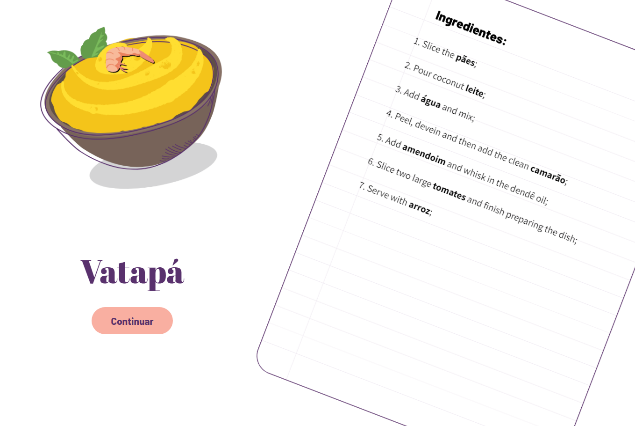 Vatapá
Continuar
Ingredientes:
1. Slice the pães;
2. Pour coconut leite;
3. Add água and mix;
4. Peel, devein and then add the clean camarão;
5. Add amendoim and whisk in the dendê oil;
6. Slice two large tomates and finish preparing the dish;
7. Serve with arroz;